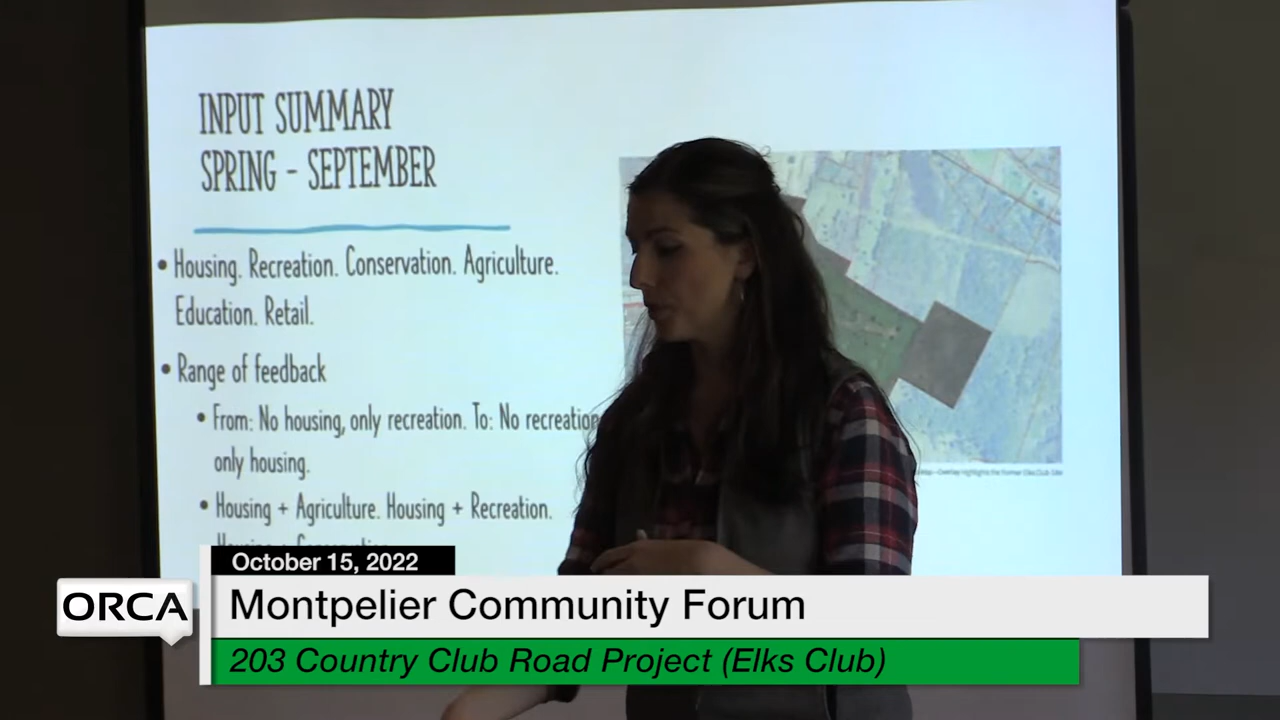 INPUT SUMMARY
SPRING - SEPTEMBER
• Housing. Recreation. Conservation. Agriculture.
Education. Retail.
• Range of feedback
• From: No housing, only recreation. To: No recreation
only housing.
• Housing + Agriculture. Housing + Recreation.
October 15, 2022
ORCA
Montpelier Community Forum
203 Country Club Road Project (Elks Club)